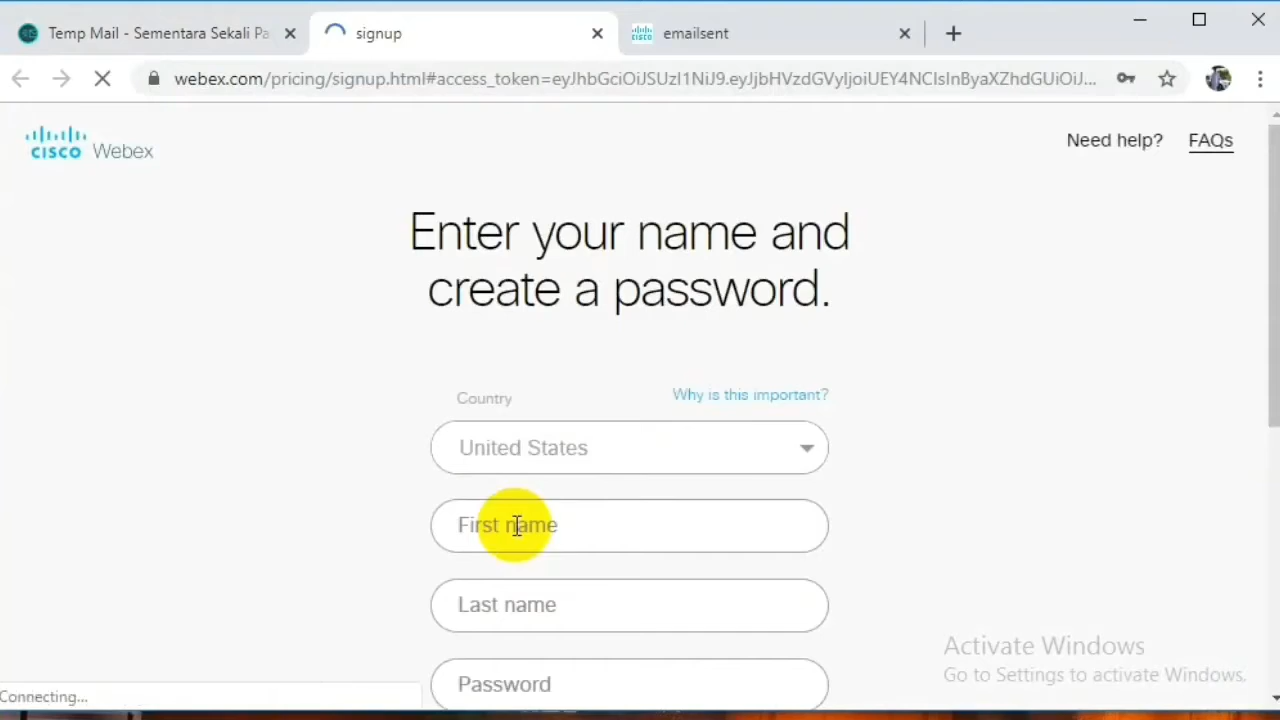 Temp Mail - Sementara Sekali Pa
signup
emailsent
webex.com/pricing/signup.html#access_token=eyJhbGciOiJSUzI1NiJ9.eyJjbHVzdGVyIjoiUEY4NCIsInByaXZhdGUiOiJ...
CISCO Webex
Need help?
FAQs
Enter your name and
create a password.
Country
Why is this important?
United States
First name
Last name
Password
Activate Windows
Go to Settings to activate Windows.
Connecting...